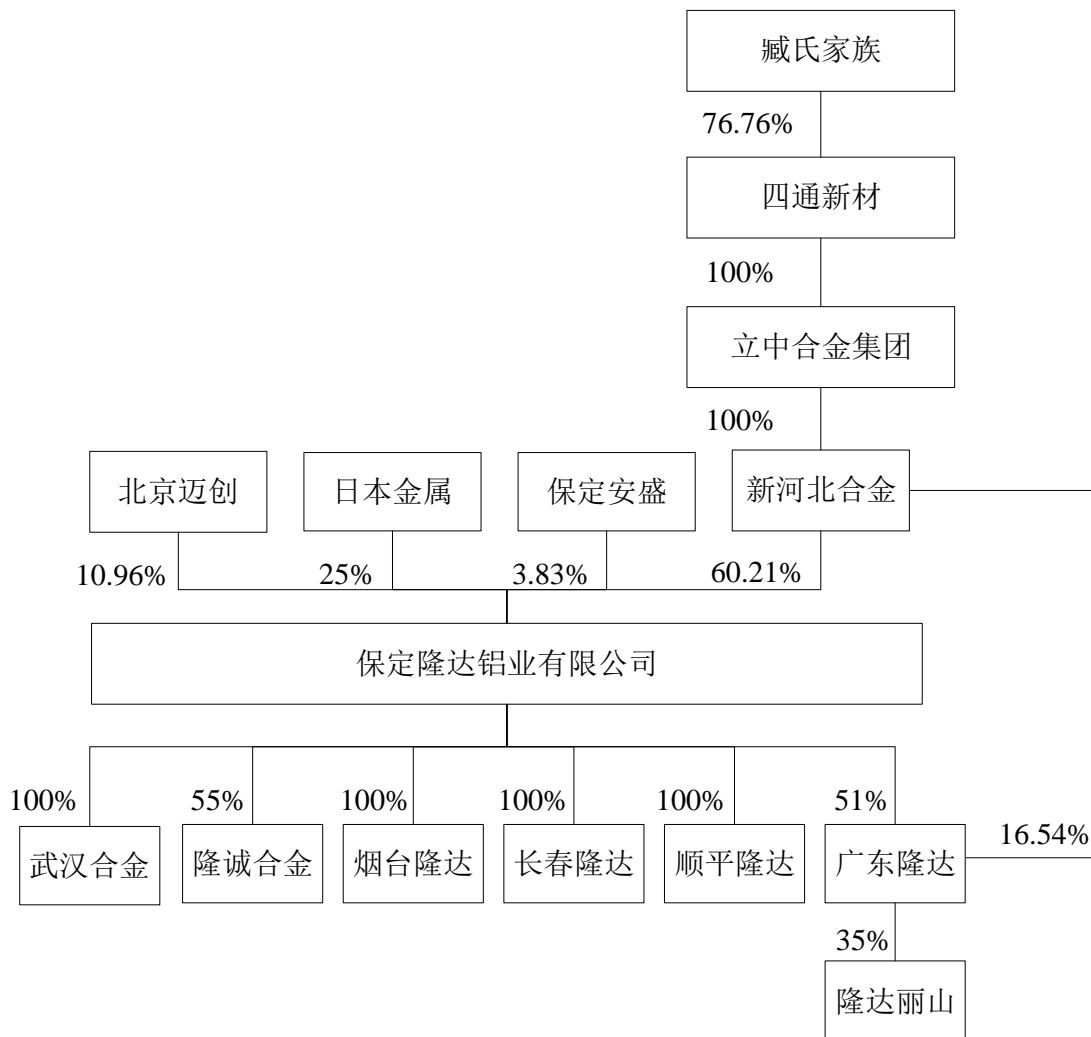 臧氏家族
76.76%
四通新材
100%
立中合金集团
100%
北京迈创
日本金属
保定安盛
新河北合金
10.96%
25%
3.83%
60.21%
保定隆达铝业有限公司
100%
55%
100%
100%
100%
51%
16.54%
武汉合金
隆诚合金
烟台隆达
长春隆达
顺平隆达
广东隆达
35%
隆达丽山